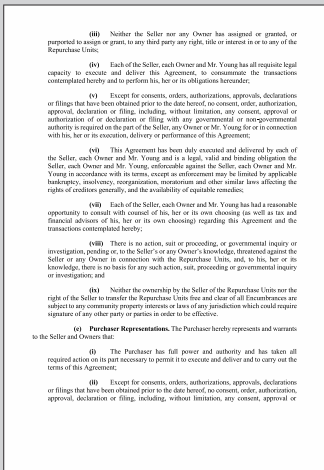 (iii) Neither the Seller nor any Owner has assigned or granted, or
purported to assign or grant, to any third party any right, title or interest in or to any of the
Repurchase Units;
(iv) Each of the Seller, each Owner and Mr. Young has all requisite legal
capacity to execute and deliver this Agreement, to consummate the transactions
contemplated hereby and to perform his, her or its obligations hereunder;
(v) Except for consents, orders, authorizations, approvals, declarations
or filings that have been obtained prior to the date hereof, no consent, order, authorization,
approval, declaration or filing, including, without limitation, any consent, approval or
authorization of or declaration or filing with any governmental or non-governmental
authority is required on the part of the Seller, any Owner or Mr. Young for or in connection
with his, her or its execution, delivery or performance of this Agreement;
(vi) This Agreement has been duly executed and delivered by each of
the Seller, each Owner and Mr. Young and is a legal, valid and binding obligation the
Seller, each Owner and Mr. Young, enforceable against the Seller, each Owner and Mr.
Young in accordance with its terms, except as enforcement may be limited by applicable
bankruptcy, insolvency, reorganization, moratorium and other similar laws affecting the
rights of creditors generally, and the availability of equitable remedies;
(vii) Each of the Seller, each Owner and Mr. Young has had a reasonable
opportunity to consult with counsel of his, her or its own choosing (as well as tax and
financial advisors of his, her or its own choosing) regarding this Agreement and the
transactions contemplated hereby;
(viii) There is no action, suit or proceeding, or governmental inquiry or
investigation, pending or, to the Seller's or any Owner's knowledge, threatened against the
Seller or any Owner in connection with the Repurchase Units, and, to his, her or its
knowledge, there is no basis for any such action, suit, proceeding or governmental inquiry
or investigation; and
(ix) Neither the ownership by the Seller of the Repurchase Units nor the
right of the Seller to transfer the Repurchase Units free and clear of all Encumbrances are
subject to any community property interests or laws of any jurisdiction which could require
signature of any other party or parties in order to be effective.
(e) Purchaser Representations. The Purchaser hereby represents and warrants
to the Seller and Owners that:
(i) The Purchaser has full power and authority and has taken all
required action on its part necessary to permit it to execute and deliver and to carry out the
terms of this Agreement;
(ii) Except for consents, orders, authorizations, approvals, declarations
or filings that have been obtained prior to the date hereof, no consent, order, authorization,
approval, declaration or filing, including, without limitation, any consent, approval or